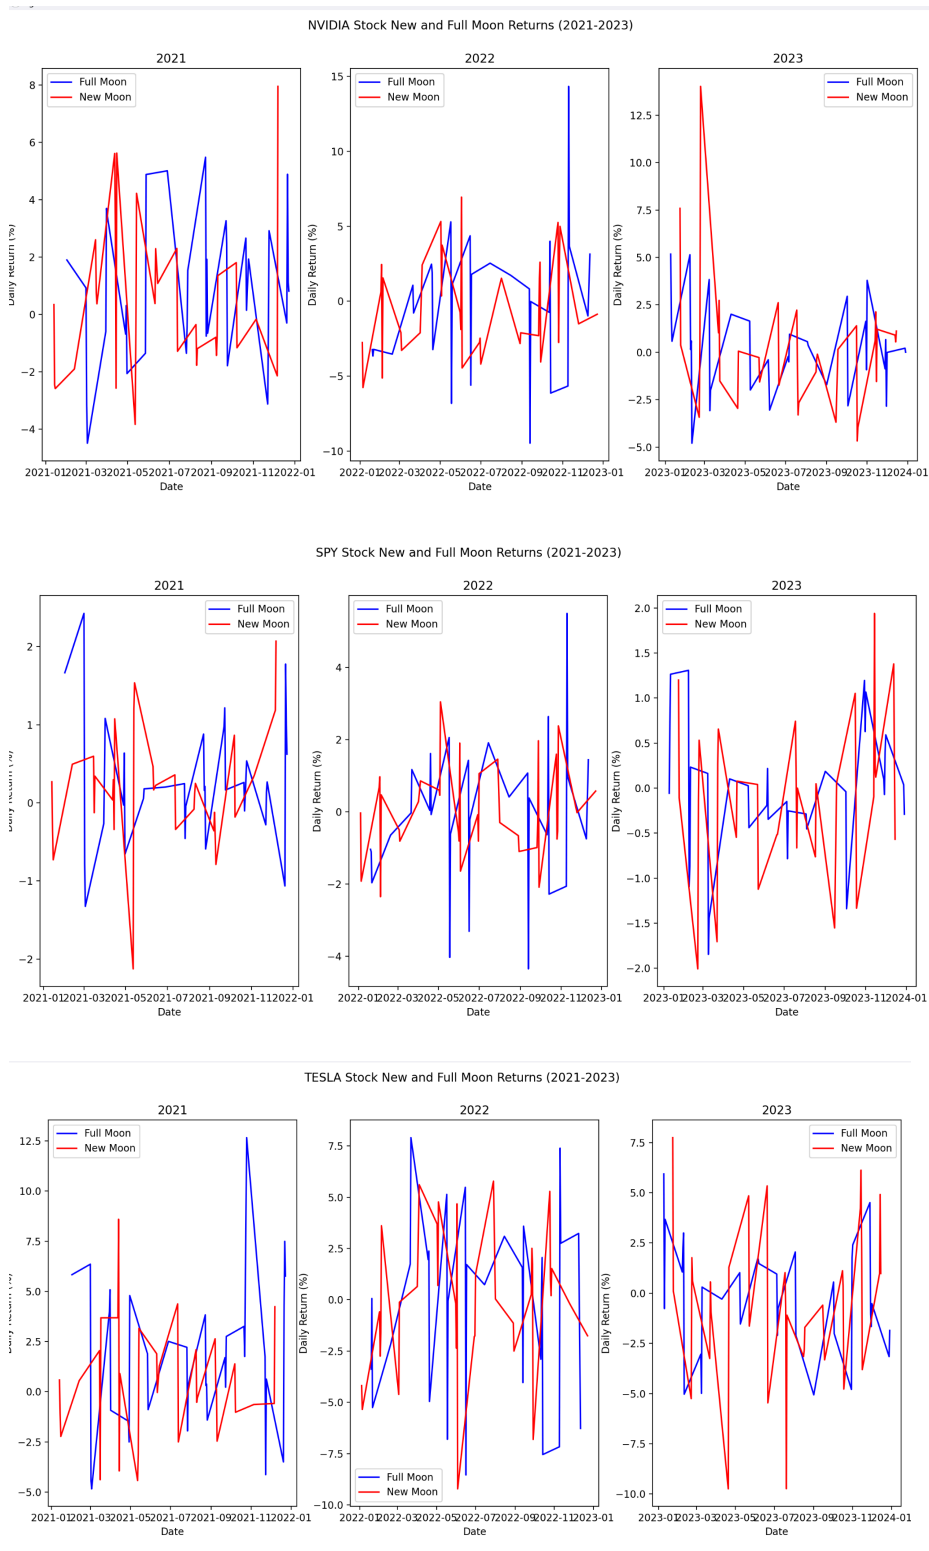 NVIDIA Stock New and Full Moon Returns (2021-2023)
2021
Full Moon
New Moon
8
6
4
2
0
−2
−4
Return (%)
2021-01 2021-03 2021-05 2021-07 2021-09 2021-11 2022-01
Date
2022
Full Moon
New Moon
15
10
5
0
−5
−10
Daily Return (%)
2022-01 2022-03 2022-05 2022-07 2022-09 2022-11 2023-01
Date
2023
Full Moon
New Moon
12.5
10.0
7.5
5.0
2.5
0.0
−2.5
−5.0
Daily Return (%)
2023-01 2023-03 2023-05 2023-07 2023-09 2023-11 2024-01
Date
SPY Stock New and Full Moon Returns (2021-2023)
2021
Full Moon
New Moon
2
1
0
−1
−2
Return (%)
2021-01 2021-03 2021-05 2021-07 2021-09 2021-11 2022-01
Date
2022
Full Moon
New Moon
4
2
0
−2
−4
Daily Return (%)
2022-01 2022-03 2022-05 2022-07 2022-09 2022-11 2023-01
Date
2023
Full Moon
New Moon
2.0
1.5
1.0
0.5
0.0
−0.5
−1.0
−1.5
−2.0
Daily Return (%)
2023-01 2023-03 2023-05 2023-07 2023-09 2023-11 2024-01
Date
TESLA Stock New and Full Moon Returns (2021-2023)
2021
Full Moon
New Moon
12.5
10.0
7.5
5.0
2.5
0.0
−2.5
−5.0
Return (%)
2021-01 2021-03 2021-05 2021-07 2021-09 2021-11 2022-01
Date
2022
7.5
5.0
2.5
0.0
−2.5
−5.0
−7.5
−10.0
Daily Return (%)
Full Moon
New Moon
2022-01 2022-03 2022-05 2022-07 2022-09 2022-11 2023-01
Date
2023
Full Moon
New Moon
7.5
5.0
2.5
0.0
−2.5
−5.0
−7.5
−10.0
Daily Return (%)
2023-01 2023-03 2023-05 2023-07 2023-09 2023-11 2024-01
Date